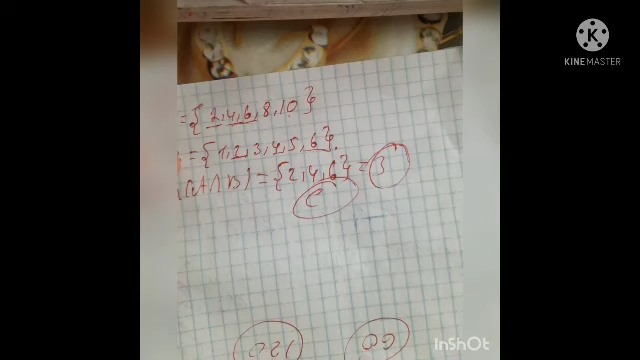 KINEMASTER
={2,4,6,8,10}
={1,2,3,4,5,6}.
(A∩B)={2,4,6}=3
C
InShOt